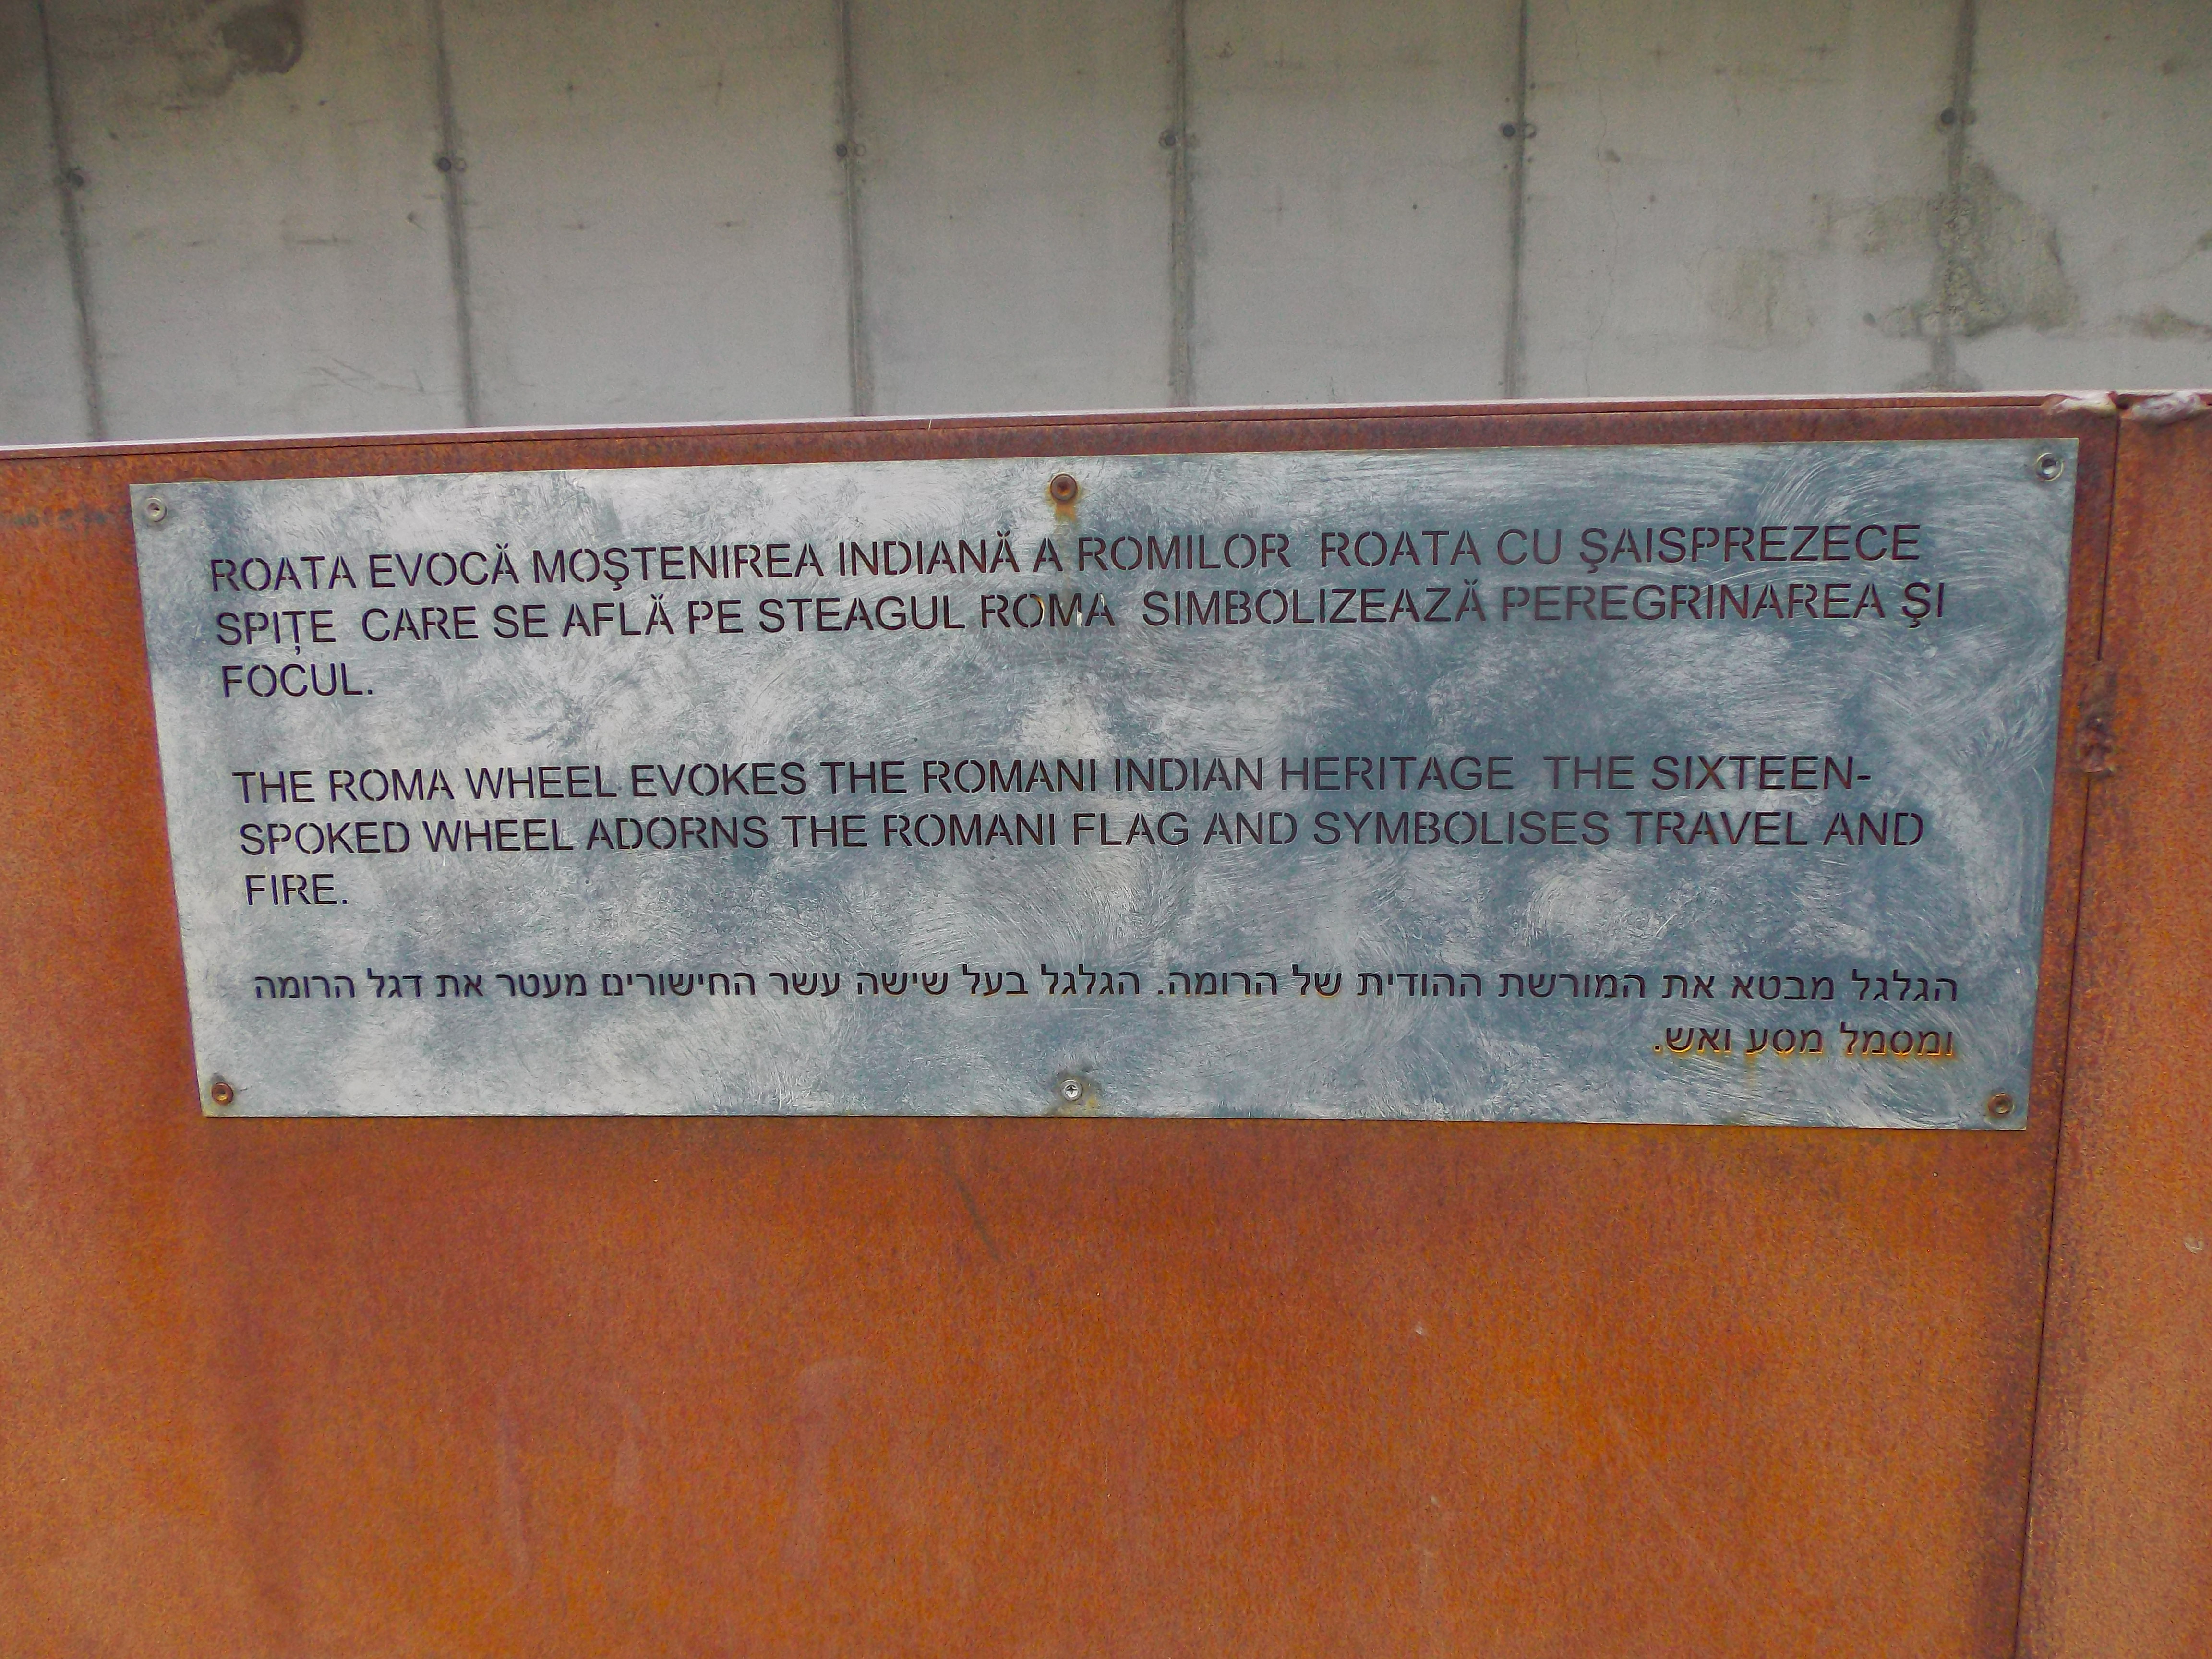 ROATA EVOCĂ MOŞTENIREA INDIANĂ A ROMILOR ROATA CU ŞAISPREZECE
SPIȚE CARE SE AFLĂ PE STEAGUL ROMA SIMBOLIZEAZĂ PEREGRINAREA ŞI
FOCUL.
THE ROMA WHEEL EVOKES THE ROMANI INDIAN HERITAGE THE SIXTEEN-
SPOKED WHEEL ADORNS THE ROMANI FLAG AND SYMBOLISES TRAVEL AND
FIRE.
הגלגל מבטא את המורשת ההודית של הרומה. הגלגל בעל שישה עשר החישורים מעטר את דגל הרומה
ומסמל מסע ואש.